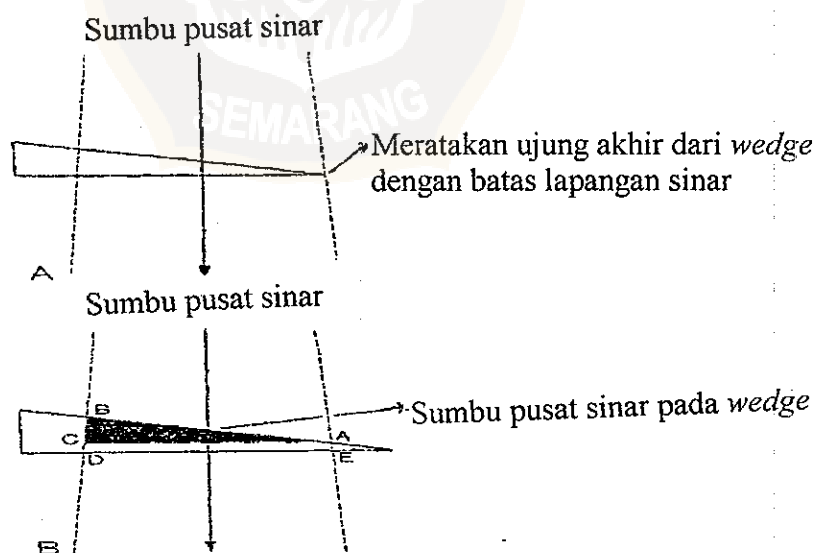 Sumbu pusat sinar
SEMARANG
Meratakan ujung akhir dari wedge
dengan batas lapangan sinar
A
Sumbu pusat sinar
B
Sumbu pusat sinar pada wedge
C
A
D
E
B